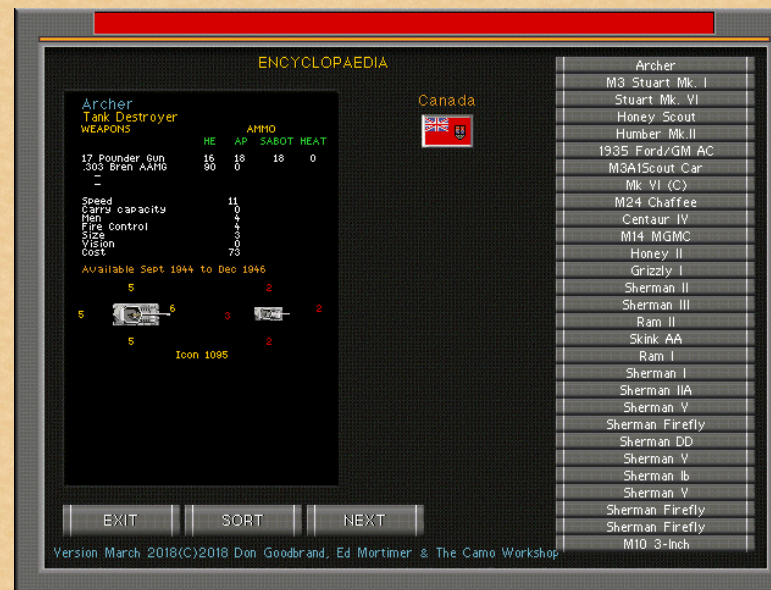 ENCYCLOPAEDIA
Archer
Tank Destroyer
WEAPONS AMMO
HE AP SABOT HEAT
17 Pounder Gun 16 18 18 0
.303 Bren AAMG 90 0
–
–
Speed 11
Carry capacity 0
Men 4
Fire Control 4
Size 3
Vision 0
Cost 73
Available Sept 1944 to Dec 1946
5 2
5 6 3 2
5 2
Icon 1095
Canada
Archer
M3 Stuart Mk. I
Stuart Mk. VI
Honey Scout
Humber Mk.II
1935 Ford/GM AC
M3A1Scout Car
Mk VI (C)
M24 Chaffee
Centaur IV
M14 MGMC
Honey II
Grizzly I
Sherman II
Sherman III
Ram II
Skink AA
Ram I
Sherman I
Sherman IIA
Sherman V
Sherman Firefly
Sherman DD
Sherman V
Sherman Ib
Sherman V
Sherman Firefly
Sherman Firefly
M10 3-Inch
EXIT SORT NEXT
Version March 2018(C)2018 Don Goodbrand, Ed Mortimer & The Camo Workshop